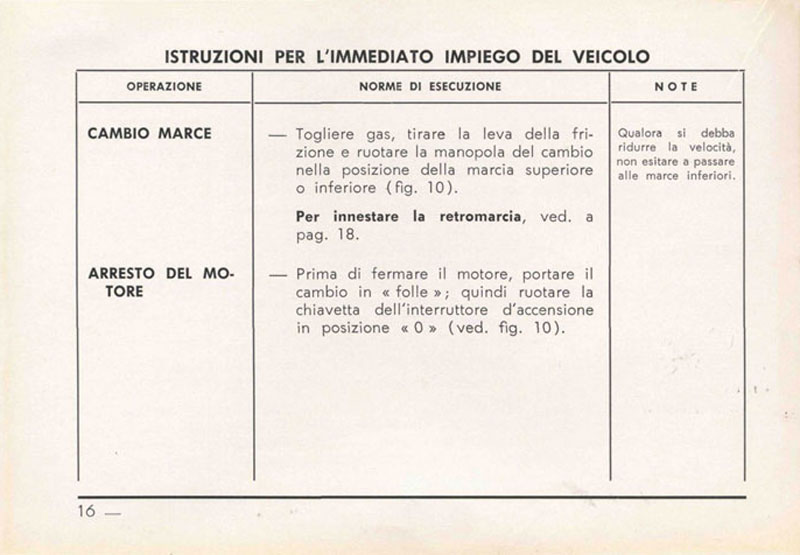 ISTRUZIONI PER L'IMMEDIATO IMPIEGO DEL VEICOLO
OPERAZIONE
NORME DI ESECUZIONE
NOTE
CAMBIO MARCE
— Togliere gas, tirare la leva della fri-
zione e ruotare la manopola del cambio
nella posizione della marcia superiore
o inferiore (fig. 10).
Per innestare la retromarcia, ved. a
pag. 18.
Qualora si debba
ridurre la velocità,
non esitare a passare
alle marce inferiori.
ARRESTO DEL MO-
TORE
— Prima di fermare il motore, portare il
cambio in « folle »; quindi ruotare la
chiavetta dell'interruttore d'accensione
in posizione « 0 » (ved. fig. 10).
16 —